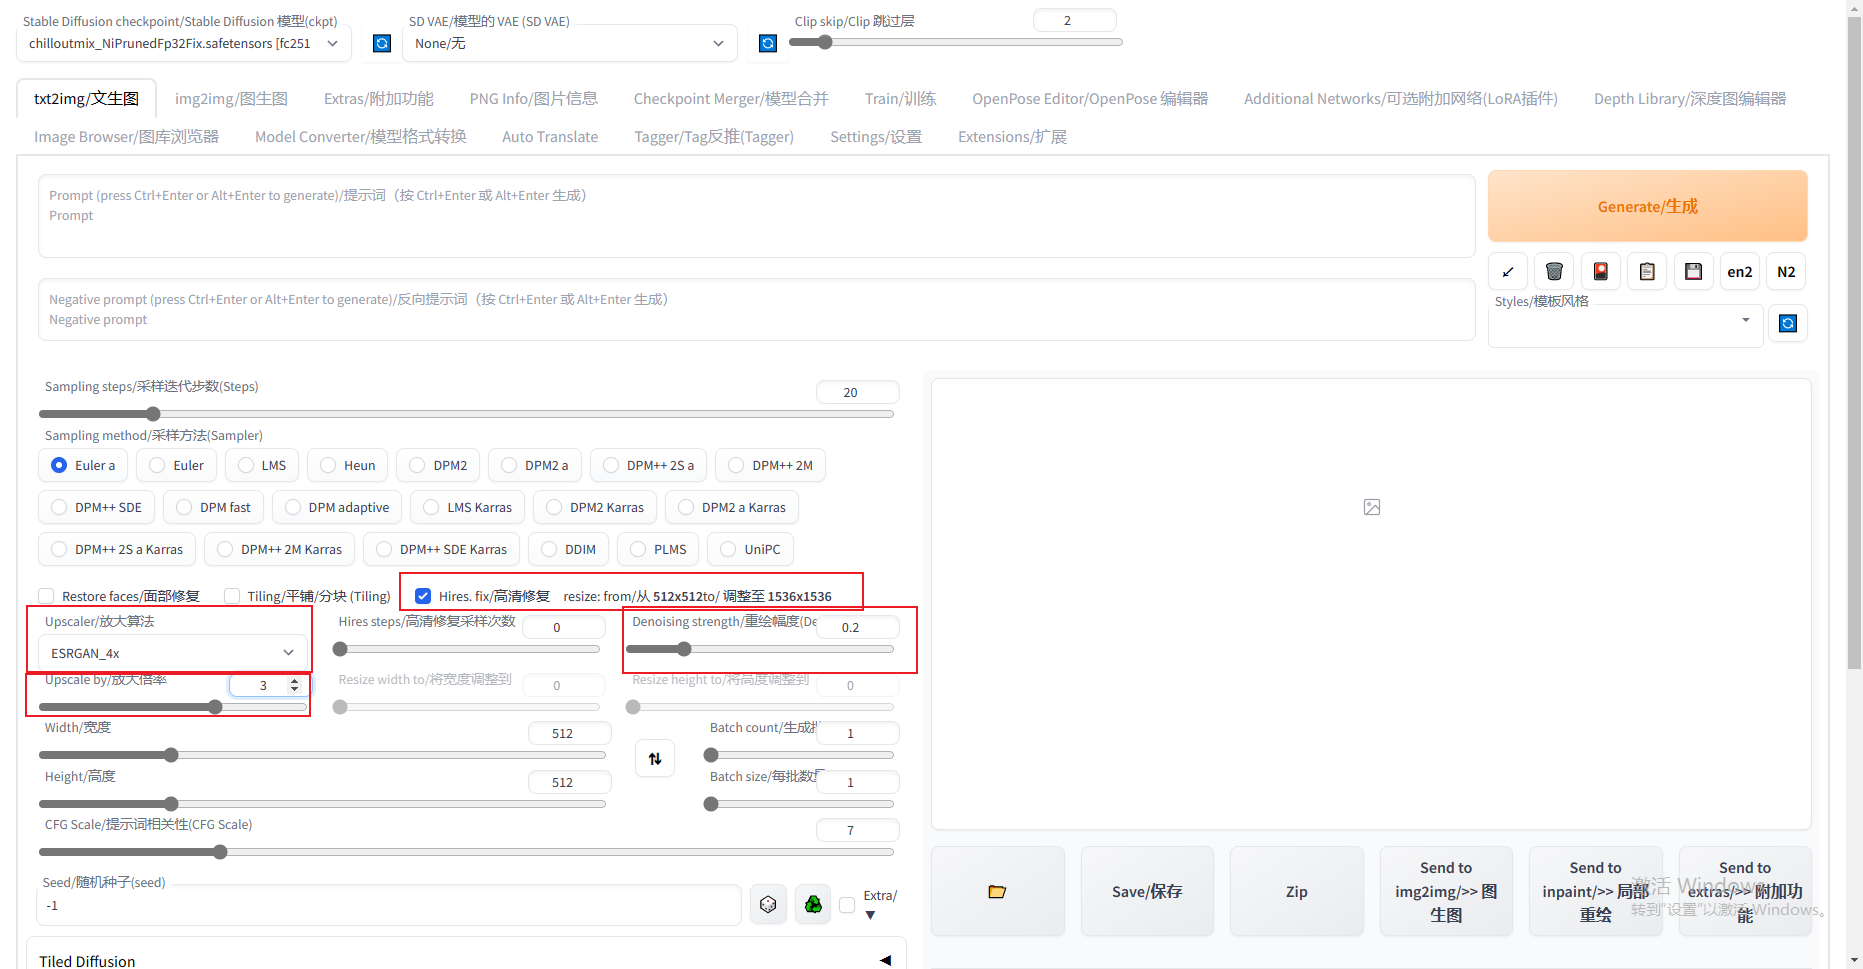 Stable Diffusion checkpoint/Stable Diffusion 模型(ckpt)
SD VAE/模型的 VAE (SD VAE)
Clip skip/Clip 跳过层
2
chilloutmix_NiPrunedFp32Fix.safetensors [fc251
None/无
txt2img/文生图
img2img/图生图
Extras/附加功能
PNG Info/图片信息
Checkpoint Merger/模型合并
Train/训练
OpenPose Editor/OpenPose 编辑器
Additional Networks/可选附加网络(LoRA插件)
Depth Library/深度图编辑器
Image Browser/图库浏览器
Model Converter/模型格式转换
Auto Translate
Tagger/Tag反推(Tagger)
Settings/设置
Extensions/扩展
Prompt (press Ctrl+Enter or Alt+Enter to generate)/提示词（按 Ctrl+Enter 或 Alt+Enter 生成）
Prompt
Generate/生成
en2
N2
Negative prompt (press Ctrl+Enter or Alt+Enter to generate)/反向提示词（按 Ctrl+Enter 或 Alt+Enter 生成）
Negative prompt
Styles/模板风格
Sampling steps/采样迭代步数(Steps)
20
Sampling method/采样方法(Sampler)
Euler a
Euler
LMS
Heun
DPM2
DPM2 a
DPM++ 2S a
DPM++ 2M
DPM++ SDE
DPM fast
DPM adaptive
LMS Karras
DPM2 Karras
DPM2 a Karras
DPM++ 2S a Karras
DPM++ 2M Karras
DPM++ SDE Karras
DDIM
PLMS
UniPC
Restore faces/面部修复
Tiling/平铺/分块 (Tiling)
Hires. fix/高清修复
resize: from/从 512x512to/ 调整至 1536x1536
Upscaler/放大算法
ESRGAN_4x
Hires steps/高清修复采样次数
0
Denoising strength/重绘幅度(De
0.2
Upscale by/放大倍率
3
Resize width to/将宽度调整到
0
Resize height to/将高度调整到
0
Width/宽度
512
Batch count/生成批
1
Height/高度
512
Batch size/每批数量
1
CFG Scale/提示词相关性(CFG Scale)
7
Seed/随机种子(seed)
-1
Extra/
▼
Save/保存
Zip
Send to
img2img/>> 图
生图
Send to
inpaint/>> 局部
重绘
Send to
extras/>> 附加功
能
激活 Windows
转到"设置"以激活 Windows。
Tiled Diffusion
◀